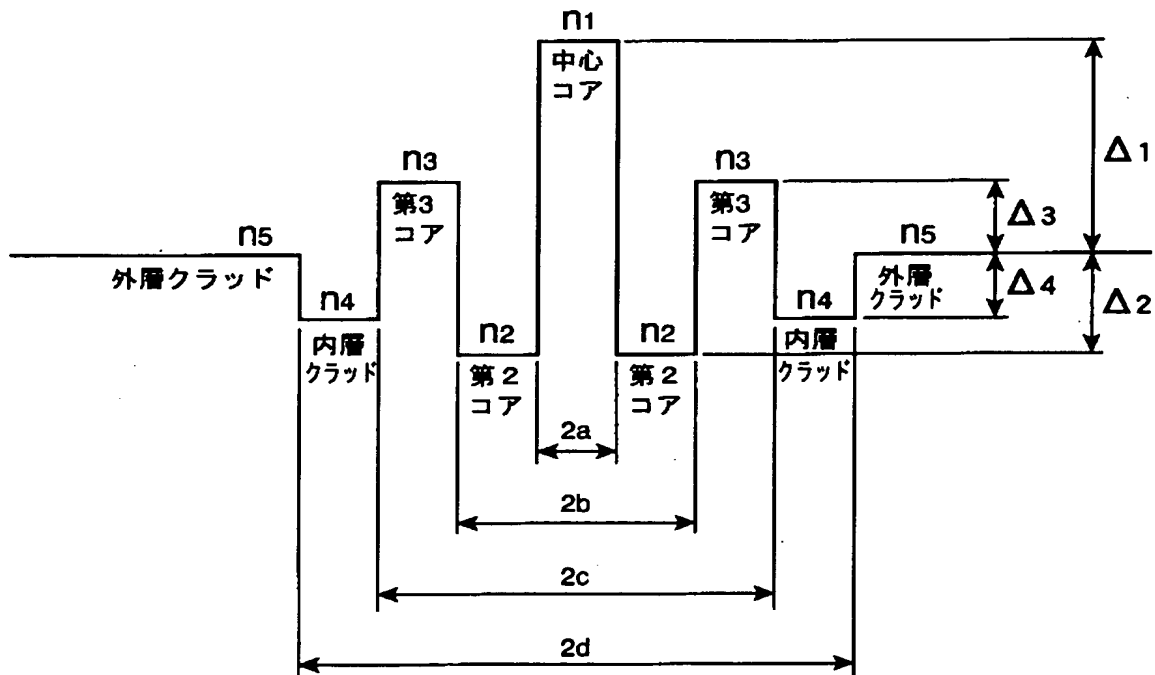 n1
中心
コア
n3
第3
コア
n3
第3
コア
Δ1
Δ3
n5
外層クラッド
n5
外層
クラッド
Δ4
Δ2
n4
内層
クラッド
n2
第2
コア
n2
第2
コア
n4
内層
クラッド
2a
2b
2c
2d